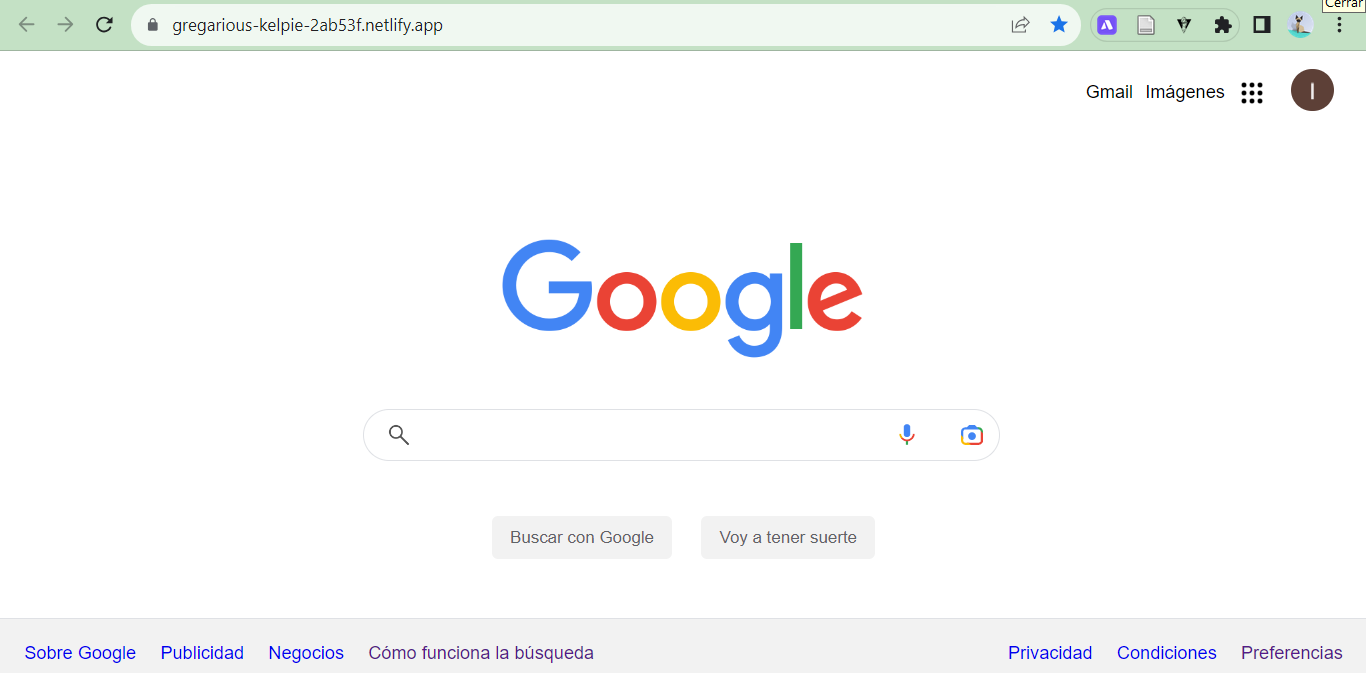 Cerrar
gregarious-kelpie-2ab53f.netlify.app
Gmail Imágenes I
Google
Buscar con Google Voy a tener suerte
Sobre Google Publicidad Negocios Cómo funciona la búsqueda Privacidad Condiciones Preferencias